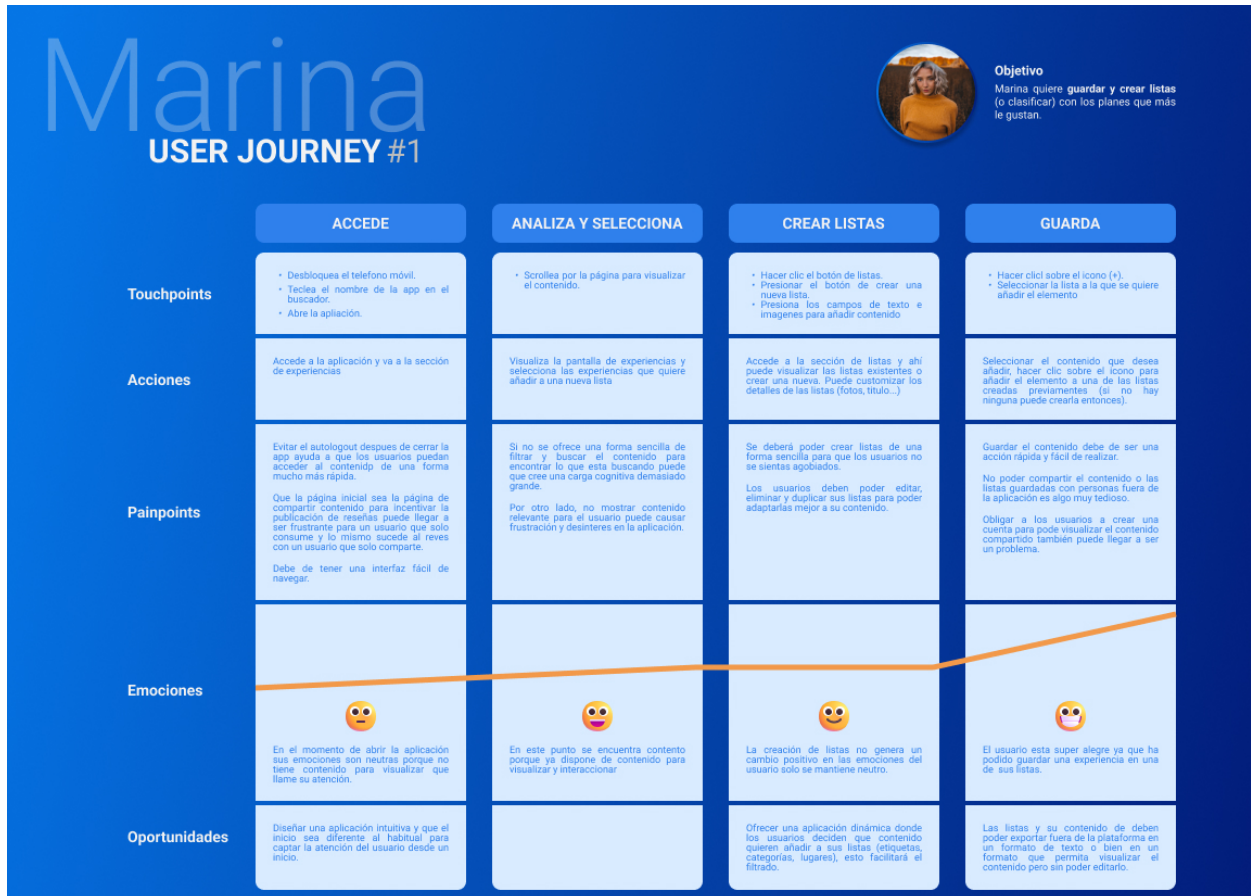 Marina
USER JOURNEY #1
Objetivo
Marina quiere guardar y crear listas
(o clasificar) con los planes que más
le gustan.
ACCEDE
ANALIZA Y SELECCIONA
CREAR LISTAS
GUARDA
Touchpoints
• Desbloquea el telefono móvil.
• Teclea el nombre de la app en el
buscador.
• Abre la apliación.
• Scrollea por la página para visualizar
el contenido.
• Hacer clic el botón de listas.
• Presionar el botón de crear una
nueva lista.
• Presiona los campos de texto e
imagenes para añadir contenido
• Hacer clicl sobre el icono (+).
• Seleccionar la lista a la que se quiere
añadir el elemento
Acciones
Accede a la aplicación y va a la sección
de experiencias
Visualiza la pantalla de experiencias y
selecciona las experiencias que quiere
añadir a una nueva lista
Accede a la sección de listas y ahí
puede visualizar las listas existentes o
crear una nueva. Puede customizar los
detalles de las listas (fotos, titulo...)
Seleccionar el contenido que desea
añadir, hacer clic sobre el icono para
añadir el elemento a una de las listas
creadas previamentes (si no hay
ninguna puede crearla entonces).
Painpoints
Evitar el autologout despues de cerrar la
app ayuda a que los usuarios puedan
acceder al contenidp de una forma
mucho más rápida.
Que la página inicial sea la página de
compartir contenido para incentivar la
publicación de reseñas puede llegar a
ser frustrante para un usuario que solo
consume y lo mismo sucede al reves
con un usuario que solo comparte.
Debe de tener una interfaz fácil de
navegar.
Si no se ofrece una forma sencilla de
filtrar y buscar el contenido para
encontrar lo que esta buscando puede
que cree una carga cognitiva demasiado
grande.
Por otro lado, no mostrar contenido
relevante para el usuario puede causar
frustración y desinteres en la aplicación.
Se deberá poder crear listas de una
forma sencilla para que los usuarios no
se sientas agobiados.
Los usuarios deben poder editar,
eliminar y duplicar sus listas para poder
adaptarlas mejor a su contenido.
Guardar el contenido debe de ser una
acción rápida y fácil de realizar.
No poder compartir el contenido o las
listas guardadas con personas fuera de
la aplicación es algo muy tedioso.
Obligar a los usuarios a crear una
cuenta para pode visualizar el contenido
compartido también puede llegar a ser
un problema.
Emociones
En el momento de abrir la aplicación
sus emociones son neutras porque no
tiene contenido para visualizar que
llame su atención.
En este punto se encuentra contento
porque ya dispone de contenido para
visualizar y interaccionar
La creación de listas no genera un
cambio positivo en las emociones del
usuario solo se mantiene neutro.
El usuario esta super alegre ya que ha
podido guardar una experiencia en una
de sus listas.
Oportunidades
Diseñar una aplicación intuitiva y que el
inicio sea diferente al habitual para
captar la atención del usuario desde un
inicio.
Ofrecer una aplicación dinámica donde
los usuarios deciden que contenido
quieren añadir a sus listas (etiquetas,
categorías, lugares), esto facilitará el
filtrado.
Las listas y su contenido de deben
poder exportar fuera de la plataforma en
un formato de texto o bien en un
formato que permita visualizar el
contenido pero sin poder editarlo.